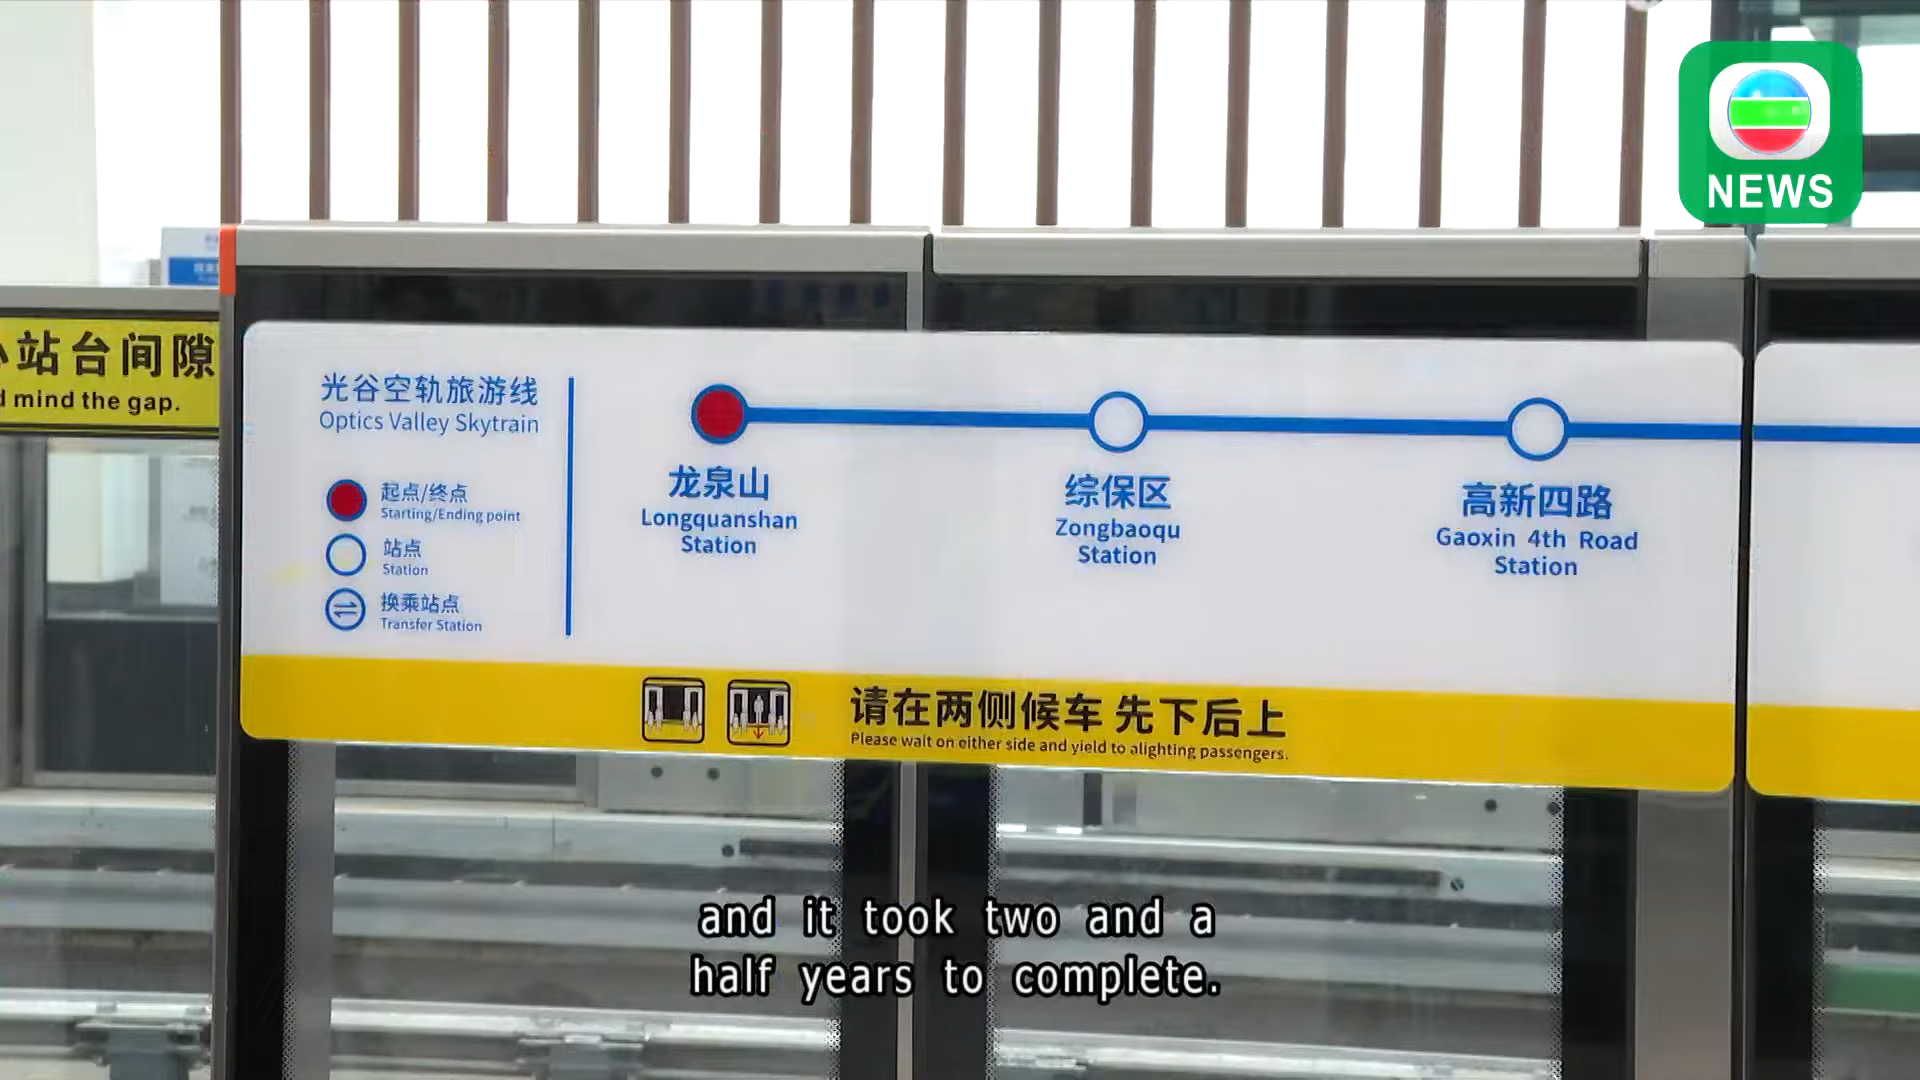 NEWS
站台间隙
mind the gap.
光谷空轨旅游线
Optics Valley Skytrain
起点/终点
Starting/Ending point
站点
Station
换乘站点
Transfer Station
龙泉山
Longquanshan
Station
综保区
Zongbaoqu
Station
高新四路
Gaoxin 4th Road
Station
请在两侧候车 先下后上
Please wait on either side and yield to alighting passengers.
and it took two and a
half years to complete.